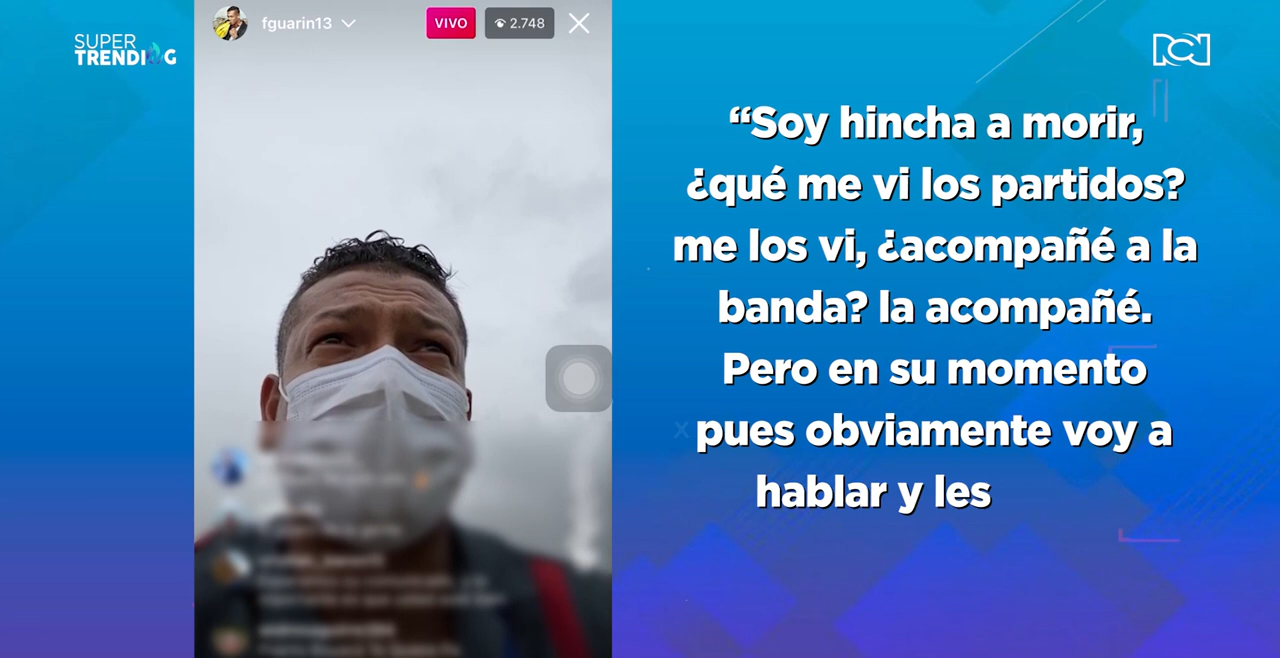 SUPER
TRENDING
fguarin13
VIVO
2.748
RCN
“Soy hincha a morir,
¿qué me vi los partidos?
me los vi, ¿acompañé a la
banda? la acompañé.
Pero en su momento
pues obviamente voy a
hablar y les